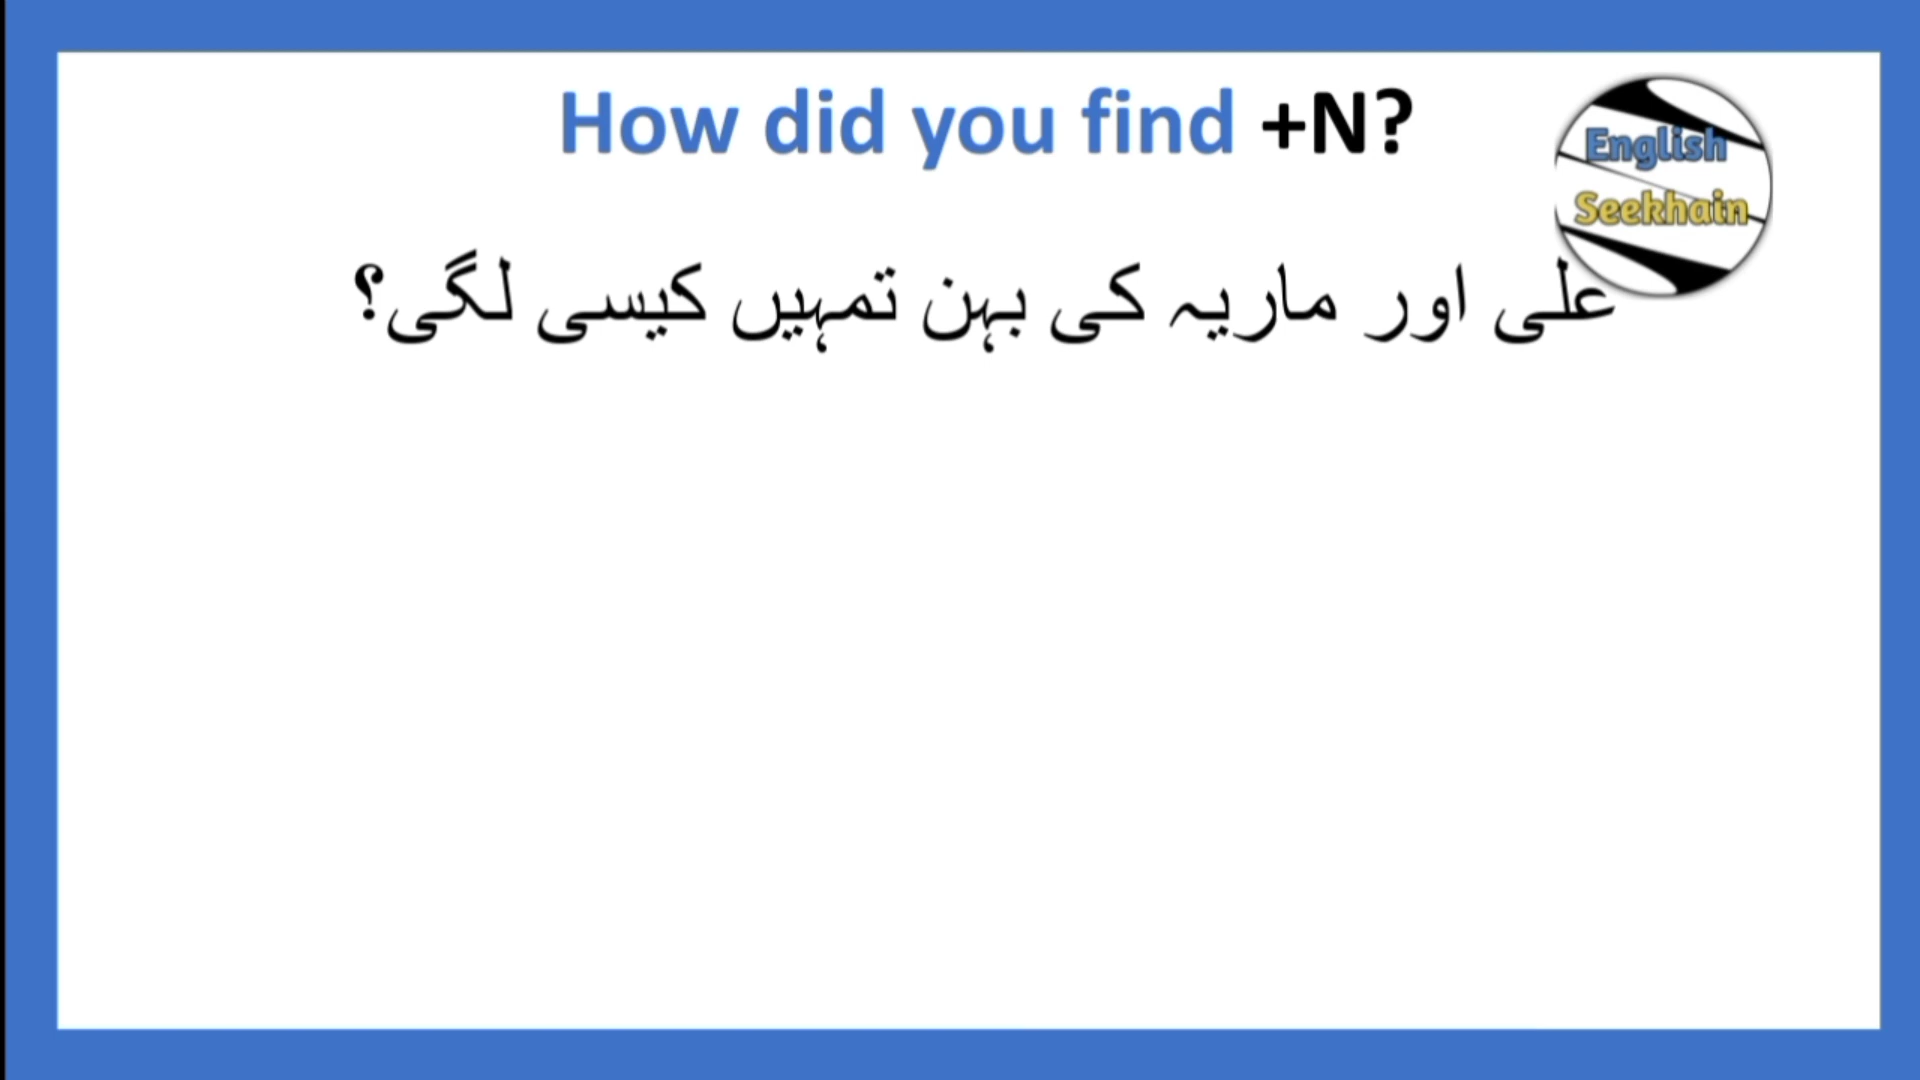 How did you find +N?
English
Seekhain
علی اور ماریہ کی بہن تمہیں کیسی لگی؟